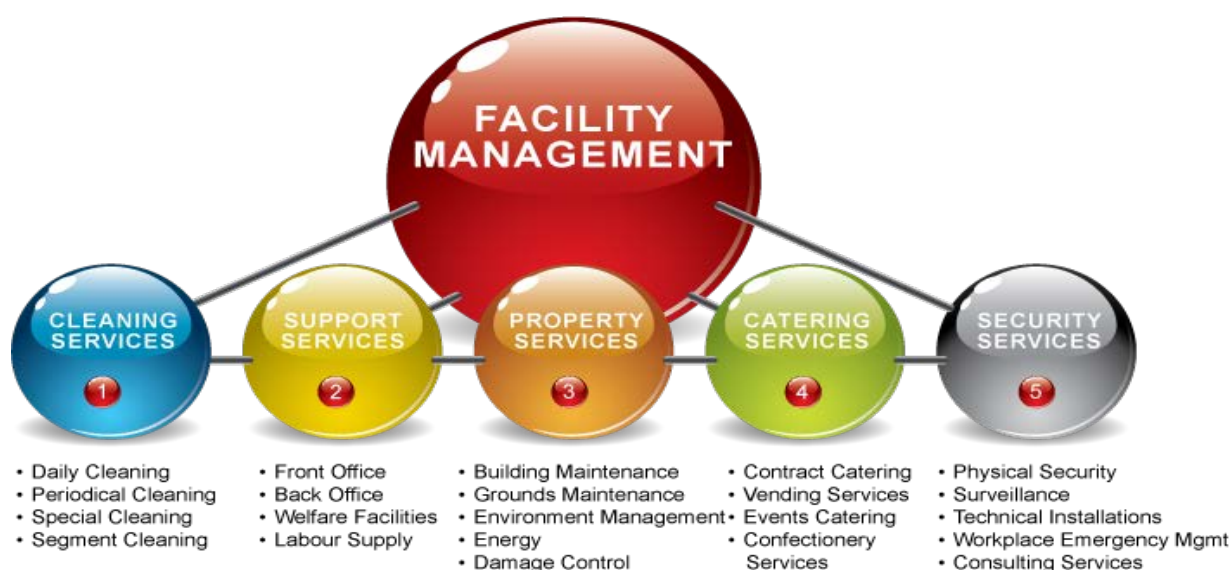 FACILITY
MANAGEMENT
CLEANING
SERVICES
1
SUPPORT
SERVICES
2
PROPERTY
SERVICES
3
CATERING
SERVICES
4
SECURITY
SERVICES
5
• Daily Cleaning
• Periodical Cleaning
• Special Cleaning
• Segment Cleaning
• Front Office
• Back Office
• Welfare Facilities
• Labour Supply
• Building Maintenance
• Grounds Maintenance
• Environment Management
• Energy
• Damage Control
• Contract Catering
• Vending Services
• Events Catering
• Confectionery
Services
• Physical Security
• Surveillance
• Technical Installations
• Workplace Emergency Mgmt
• Consulting Services